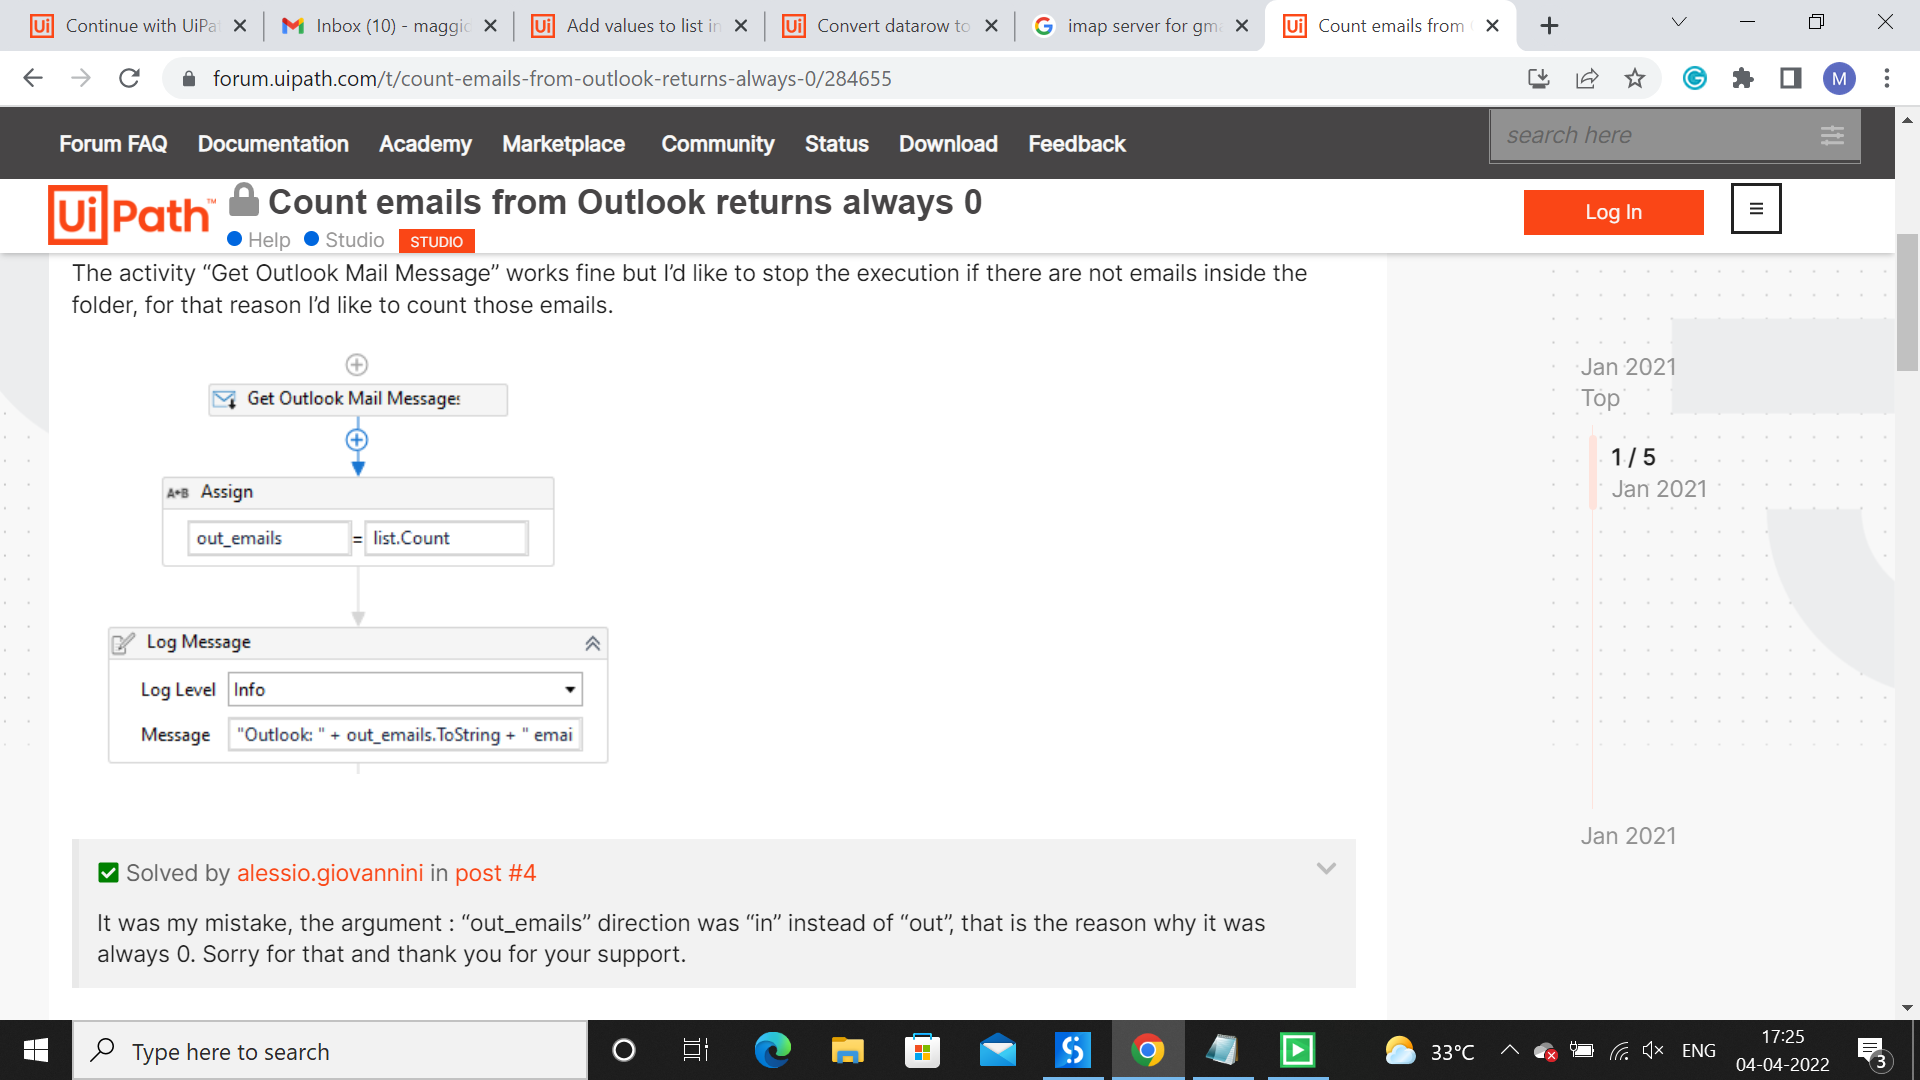 Continue with UiPa
Inbox (10) - maggic
Add values to list in
Convert datarow to
imap server for gm
Count emails from
forum.uipath.com/t/count-emails-from-outlook-returns-always-0/284655
M
Forum FAQ
Documentation
Academy
Marketplace
Community
Status
Download
Feedback
search here
UiPath™
Count emails from Outlook returns always 0
Help
Studio
STUDIO
Log In
The activity “Get Outlook Mail Message” works fine but I’d like to stop the execution if there are not emails inside the
folder, for that reason I’d like to count those emails.
Get Outlook Mail Messages
A+B Assign
out_emails = list.Count
Log Message
Log Level Info
Message "Outlook: " + out_emails.ToString + " emai
Jan 2021
Top
1 / 5
Jan 2021
Jan 2021
Solved by alessio.giovannini in post #4
It was my mistake, the argument : “out_emails” direction was “in” instead of “out”, that is the reason why it was
always 0. Sorry for that and thank you for your support.
Type here to search
33°C
ENG
17:25
04-04-2022
3